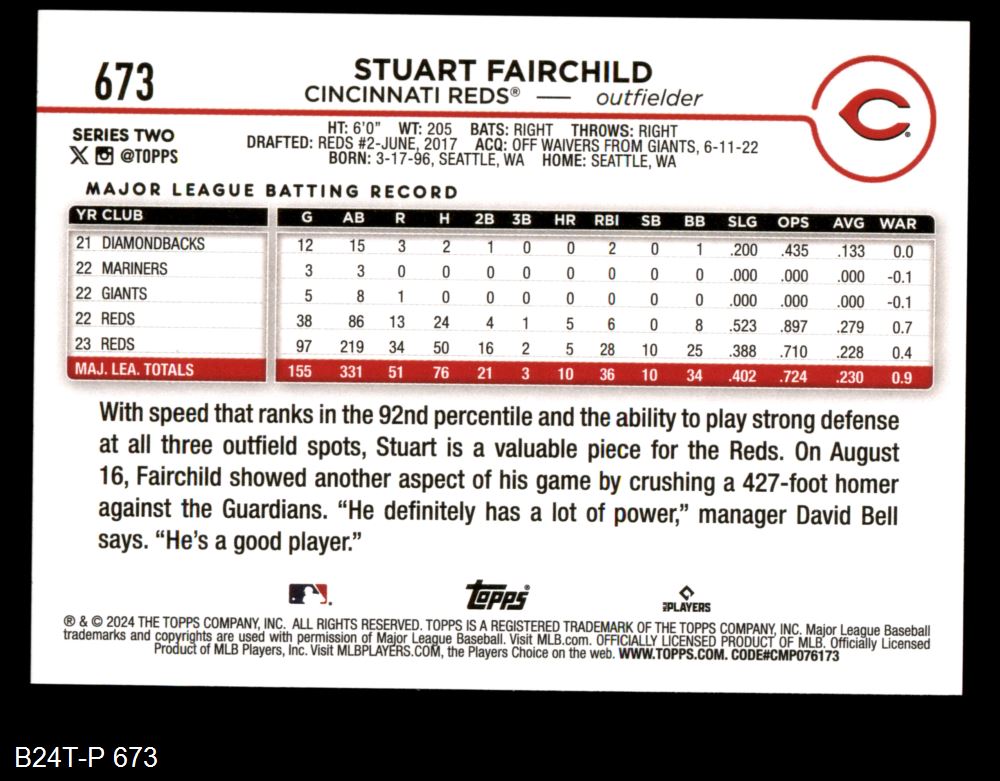 673
STUART FAIRCHILD
CINCINNATI REDS® — outfielder
SERIES TWO
@TOPPS
HT: 6'0" WT: 205 BATS: RIGHT THROWS: RIGHT
DRAFTED: REDS #2-JUNE, 2017 ACQ: OFF WAIVERS FROM GIANTS, 6-11-22
BORN: 3-17-96, SEATTLE, WA HOME: SEATTLE, WA
MAJOR LEAGUE BATTING RECORD
YR CLUB G AB R H 2B 3B HR RBI SB BB SLG OPS AVG WAR
21 DIAMONDBACKS 12 15 3 2 1 0 0 2 0 1 .200 .435 .133 0.0
22 MARINERS 3 3 0 0 0 0 0 0 0 0 .000 .000 .000 -0.1
22 GIANTS 5 8 1 0 0 0 0 0 0 0 .000 .000 .000 -0.1
22 REDS 38 86 13 24 4 1 5 6 0 8 .523 .897 .279 0.7
23 REDS 97 219 34 50 16 2 5 28 10 25 .388 .710 .228 0.4
MAJ. LEA. TOTALS 155 331 51 76 21 3 10 36 10 34 .402 .724 .230 0.9
With speed that ranks in the 92nd percentile and the ability to play strong defense
at all three outfield spots, Stuart is a valuable piece for the Reds. On August
16, Fairchild showed another aspect of his game by crushing a 427-foot homer
against the Guardians. “He definitely has a lot of power,” manager David Bell
says. “He’s a good player.”
Topps®
MLB PLAYERS
® & © 2024 THE TOPPS COMPANY, INC. ALL RIGHTS RESERVED. TOPPS IS A REGISTERED TRADEMARK OF THE TOPPS COMPANY, INC. Major League Baseball
trademarks and copyrights are used with permission of Major League Baseball. Visit MLB.com. OFFICIALLY LICENSED PRODUCT OF MLB. Officially Licensed
Product of MLB Players, Inc. Visit MLBPLAYERS.COM, the Players Choice on the web. WWW.TOPPS.COM. CODE#CMP076173
B24T-P 673